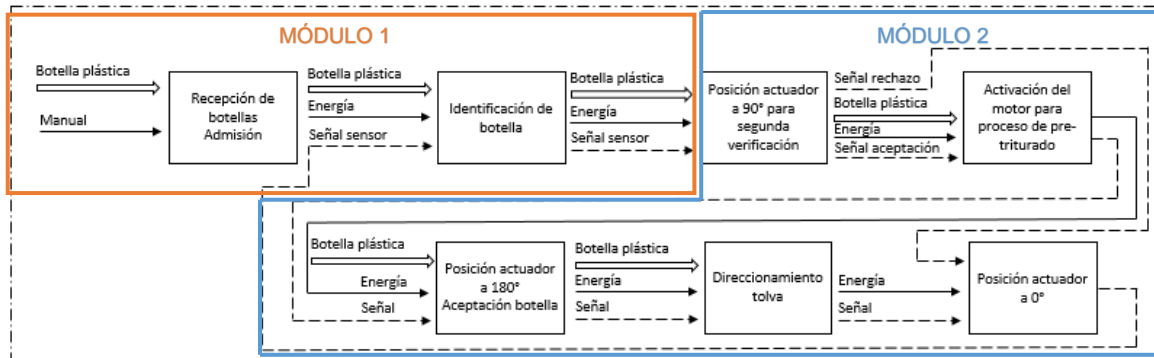 MÓDULO 1
MÓDULO 2
Botella plástica
Manual
Recepción de
botellas
Admisión
Botella plástica
Energía
Señal sensor
Identificación de
botella
Botella plástica
Energía
Señal sensor
Posición actuador
a 90° para
segunda
verificación
Señal rechazo
Botella plástica
Energía
Señal aceptación
Activación del
motor para
proceso de pre-
triturado
Botella plástica
Energía
Señal
Posición actuador
a 180°
Aceptación botella
Botella plástica
Energía
Señal
Direccionamiento
tolva
Energía
Señal
Posición actuador
a 0°